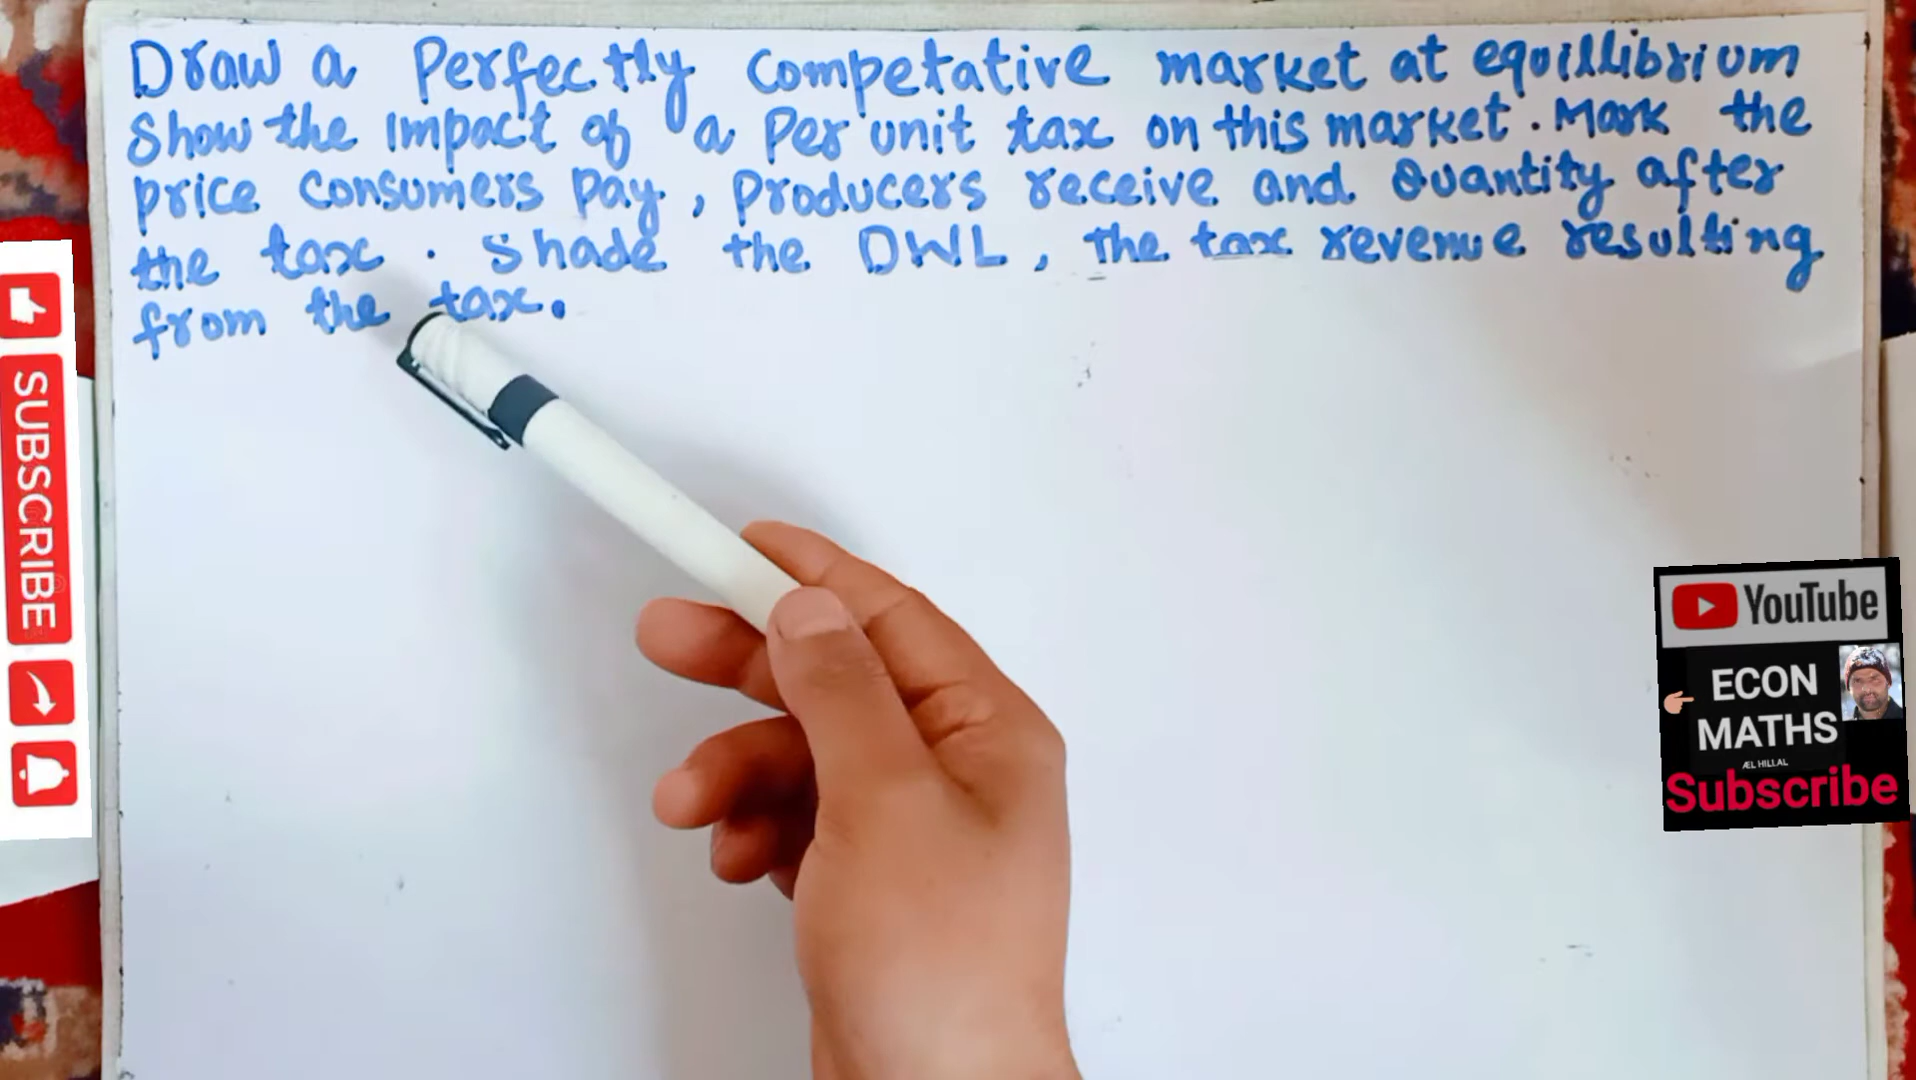 Draw a Perfectly Competative market at equillibrium
Show the impact of a Per unit tax on this market. Mark the
price consumers pay, producers receive and Quantity after
the tax. Shade the DWL, the tax revenue resulting
from the tax.
SUBSCRIBE
YouTube
ECON
MATHS
ÆL HILLAL
Subscribe